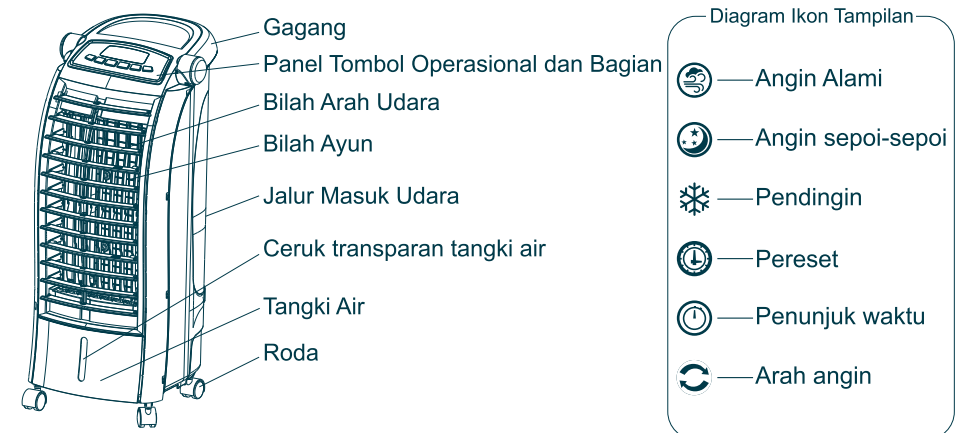 Gagang
Panel Tombol Operasional dan Bagian
Bilah Arah Udara
Bilah Ayun
Jalur Masuk Udara
Ceruk transparan tangki air
Tangki Air
Roda
Diagram Ikon Tampilan
Angin Alami
Angin sepoi-sepoi
Pendingin
Pereset
Penunjuk waktu
Arah angin